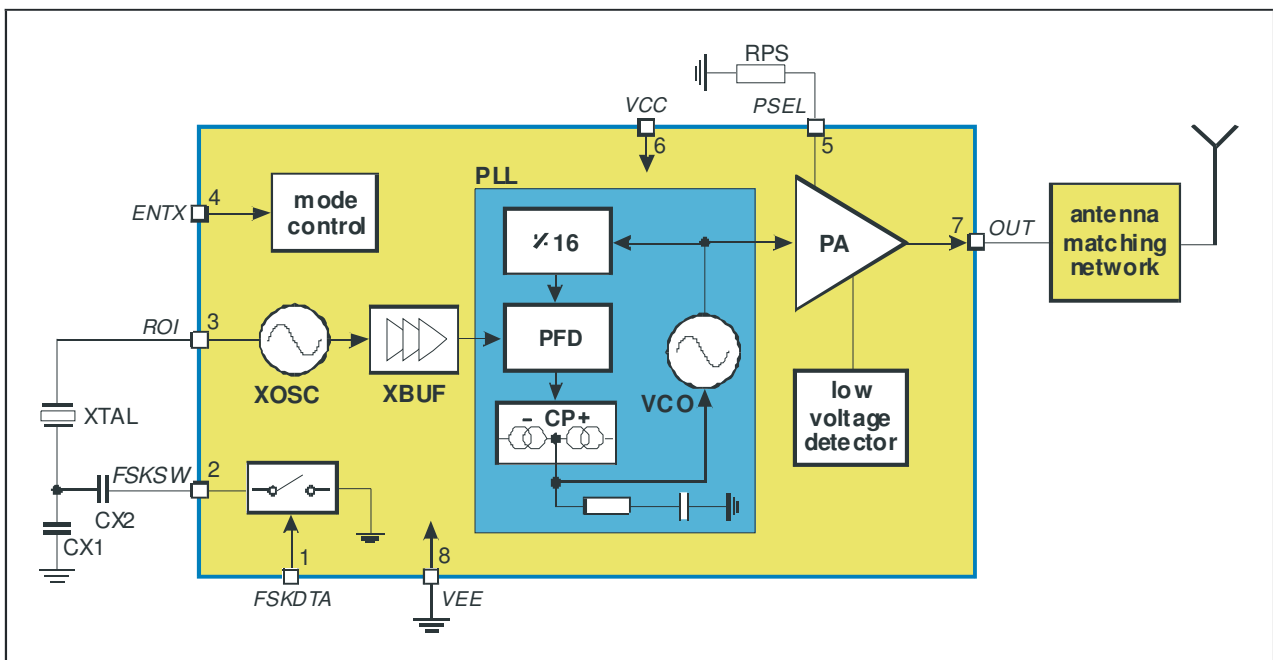 RPS
VCC
PSEL
6
5
PLL
4
ENTX
mode
control
÷16
PA
7
OUT
antenna
matching
network
3
ROI
PFD
XOSC
XBUF
VCO
low
voltage
detector
XTAL
- CP+
FSKSW
2
CX2
CX1
1
8
FSKDTA
VEE